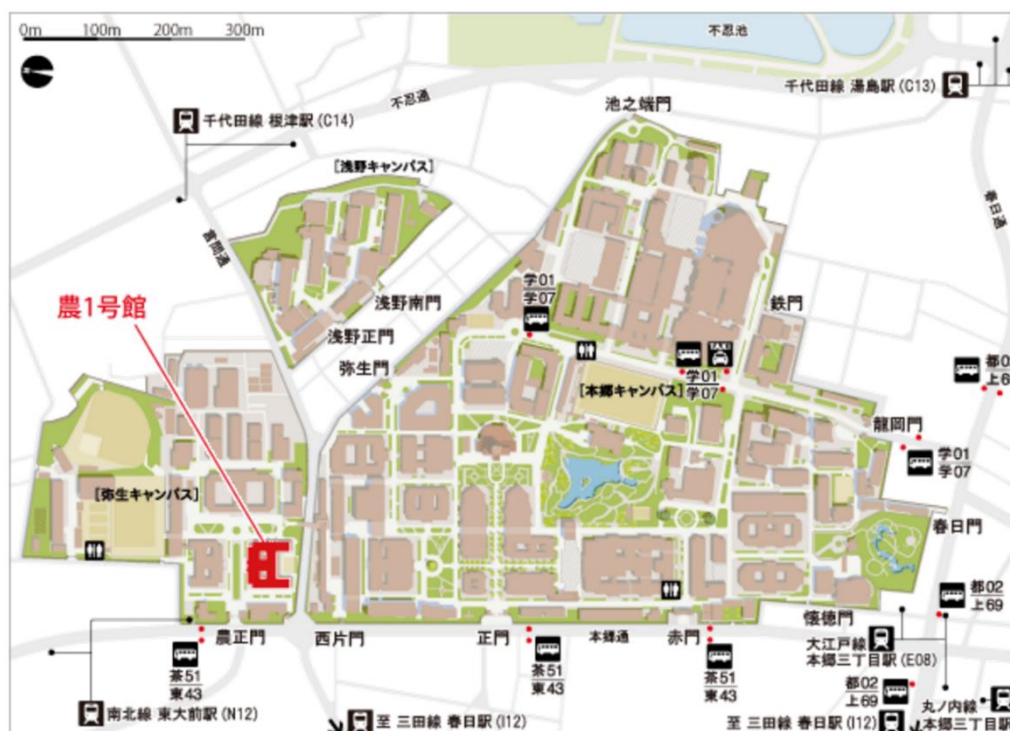 0m 100m 200m 300m
不忍池
千代田線 湯島駅(C13)
不忍通
池之端門
千代田線 根津駅(C14)
[浅野キャンパス]
春日通
言問通
学01
学07
農1号館
浅野南門
鉄門
浅野正門
弥生門
TAXI
学01
学07
[本郷キャンパス]
龍岡門
学01
学07
[弥生キャンパス]
春日門
都02
上69
懐徳門
農正門
西片門
正門
本郷通
赤門
大江戸線
本郷三丁目駅(E08)
茶51
東43
茶51
東43
茶51
東43
都02
上69
南北線 東大前駅(N12)
至 三田線 春日駅(I12)
至 三田線 春日駅(I12)
丸ノ内線
本郷三丁目駅